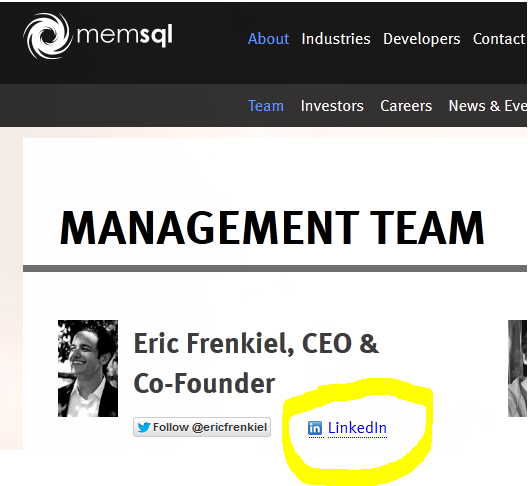 memsql
About Industries Developers Contact
Team Investors Careers News & Eve
MANAGEMENT TEAM
Eric Frenkiel, CEO &
Co-Founder
Follow @ericfrenkiel
in LinkedIn